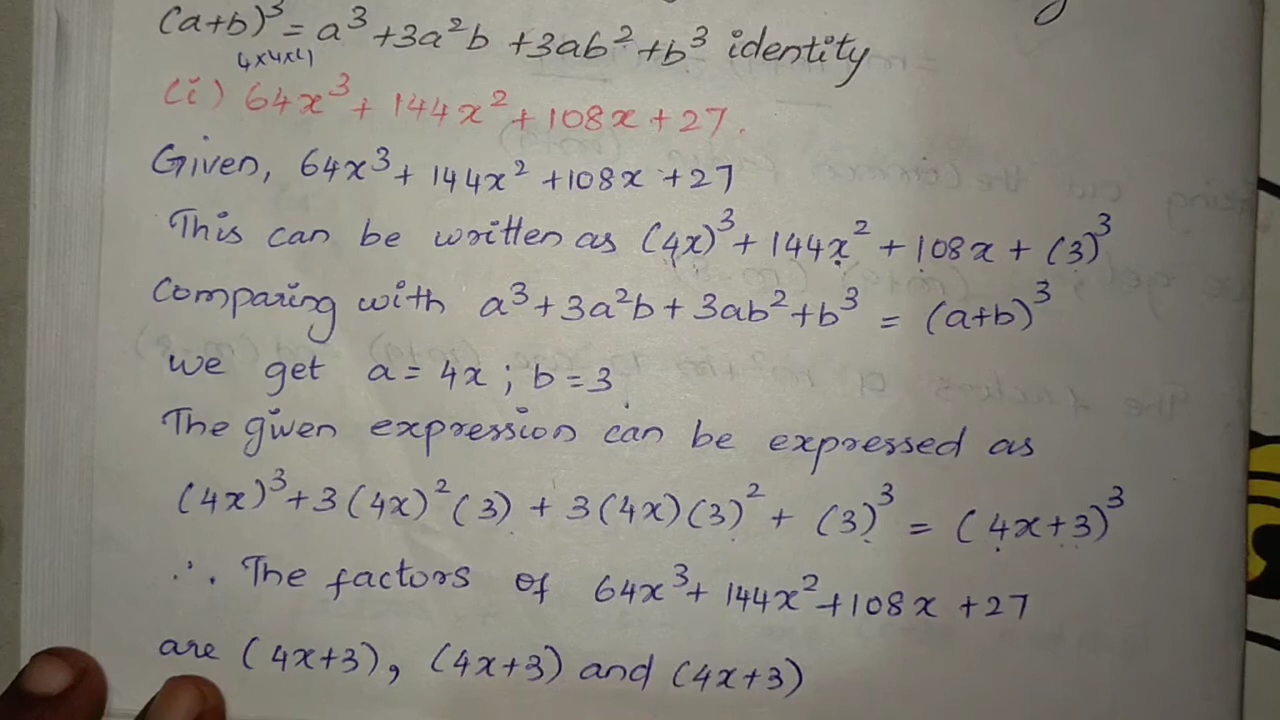 (a+b)³ = a³ +3a²b +3ab² +b³ identity
4x4x4
(i) 64x³ + 144x² + 108x + 27.
Given, 64x³ + 144x² +108x +27
This can be written as (4x)³ + 144x² + 108x + (3)³
Comparing with a³ + 3a²b + 3ab² + b³ = (a+b)³
we get a = 4x ; b = 3
The given expression can be expressed as
(4x)³ + 3(4x)²(3) + 3(4x)(3)² + (3)³ = (4x+3)³
∴ The factors of 64x³ + 144x² + 108x + 27
are (4x+3), (4x+3) and (4x+3)